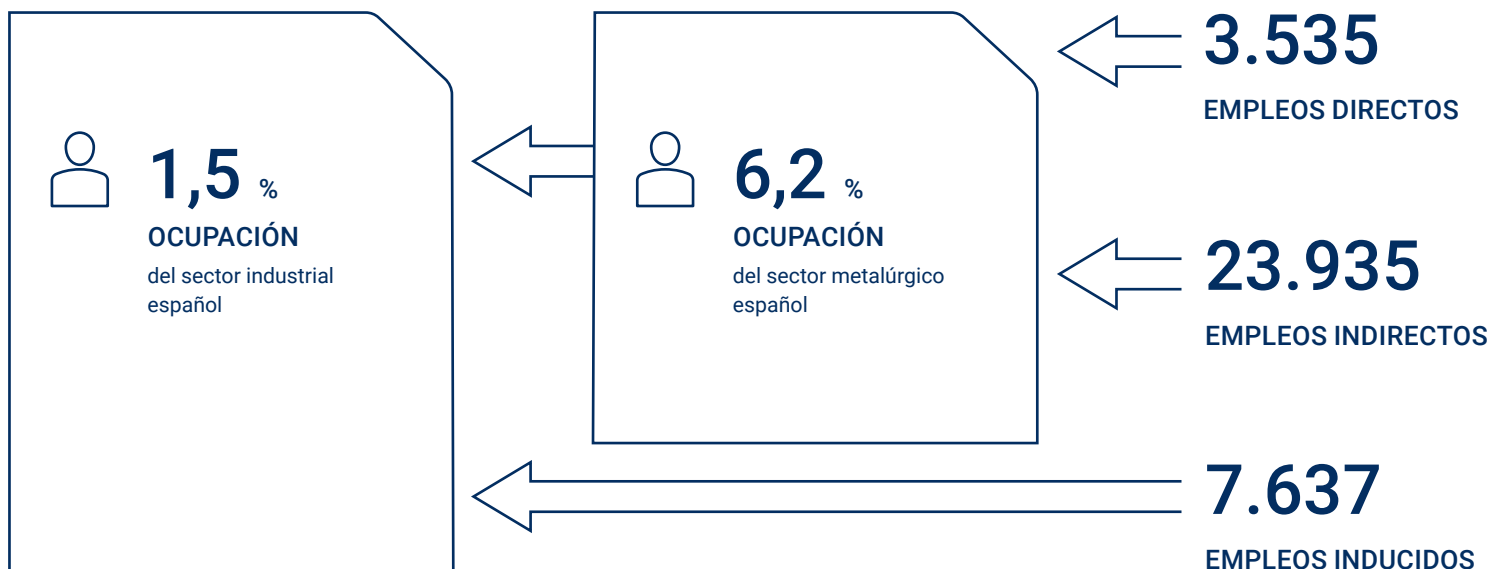 1,5 %
OCUPACIÓN
del sector industrial
español
6,2 %
OCUPACIÓN
del sector metalúrgico
español
3.535
EMPLEOS DIRECTOS
23.935
EMPLEOS INDIRECTOS
7.637
EMPLEOS INDUCIDOS